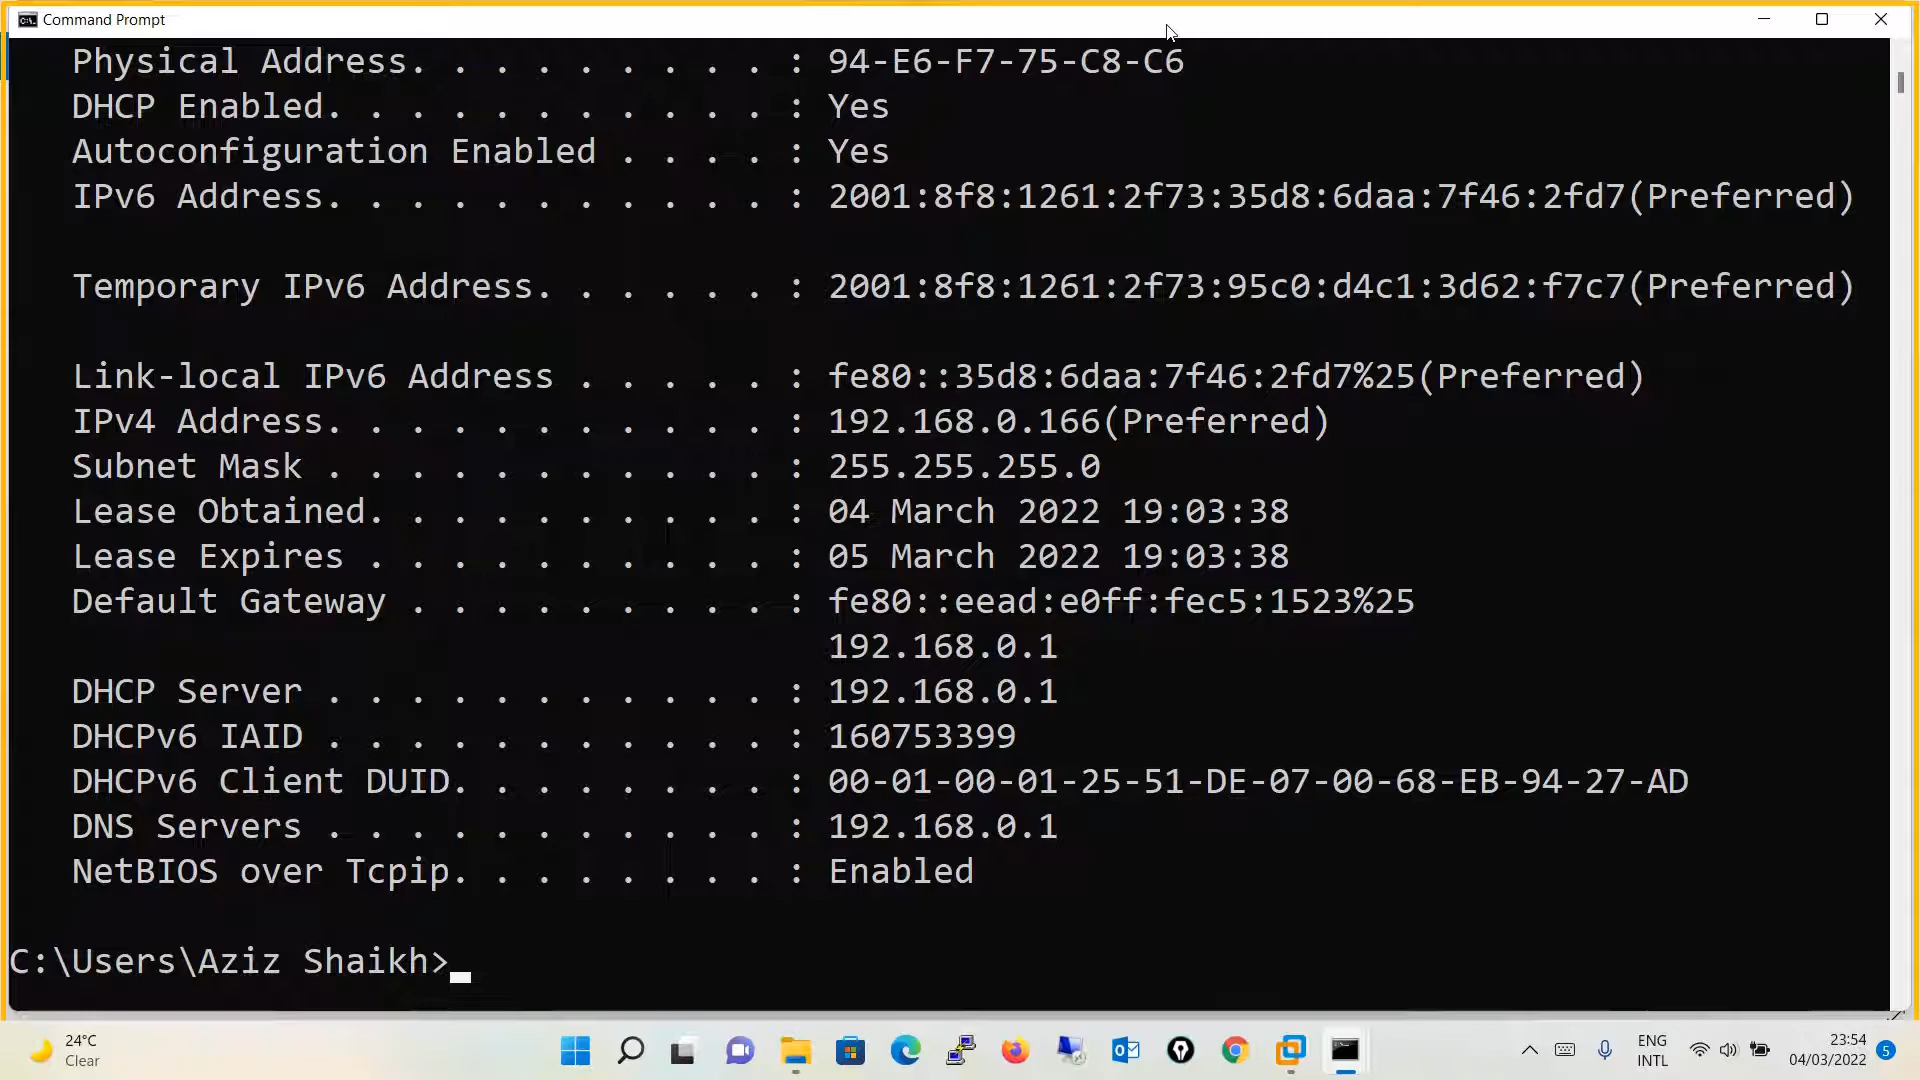 Command Prompt
Physical Address. . . . . . . . . : 94-E6-F7-75-C8-C6
DHCP Enabled. . . . . . . . . . . : Yes
Autoconfiguration Enabled . . . . : Yes
IPv6 Address. . . . . . . . . . . : 2001:8f8:1261:2f73:35d8:6daa:7f46:2fd7(Preferred)
Temporary IPv6 Address. . . . . . : 2001:8f8:1261:2f73:95c0:d4c1:3d62:f7c7(Preferred)
Link-local IPv6 Address . . . . . : fe80::35d8:6daa:7f46:2fd7%25(Preferred)
IPv4 Address. . . . . . . . . . . : 192.168.0.166(Preferred)
Subnet Mask . . . . . . . . . . . : 255.255.255.0
Lease Obtained. . . . . . . . . . : 04 March 2022 19:03:38
Lease Expires . . . . . . . . . . : 05 March 2022 19:03:38
Default Gateway . . . . . . . . . : fe80::eead:e0ff:fec5:1523%25
192.168.0.1
DHCP Server . . . . . . . . . . . : 192.168.0.1
DHCPv6 IAID . . . . . . . . . . . : 160753399
DHCPv6 Client DUID. . . . . . . . : 00-01-00-01-25-51-DE-07-00-68-EB-94-27-AD
DNS Servers . . . . . . . . . . . : 192.168.0.1
NetBIOS over Tcpip. . . . . . . . : Enabled
C:\Users\Aziz Shaikh>
24°C
Clear
ENG
INTL
23:54
04/03/2022
5